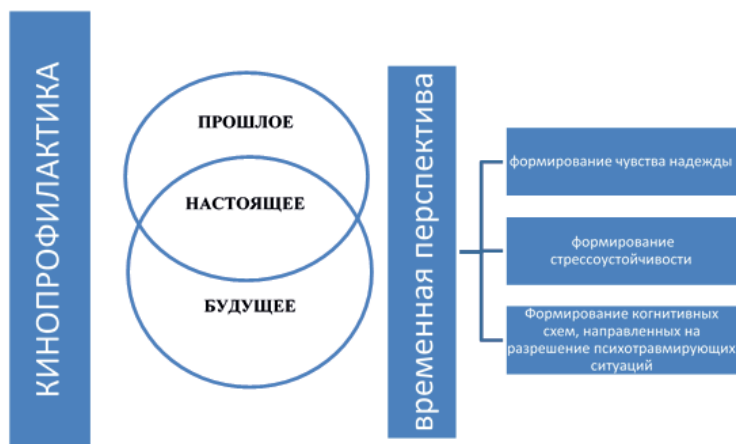 КИНОПРОФИЛАКТИКА
ПРОШЛОЕ
НАСТОЯЩЕЕ
БУДУЩЕЕ
временная перспектива
формирование чувства надежды
формирование
стрессоустойчивости
Формирование когнитивных
схем, направленных на
разрешение психотравмирующих
ситуаций